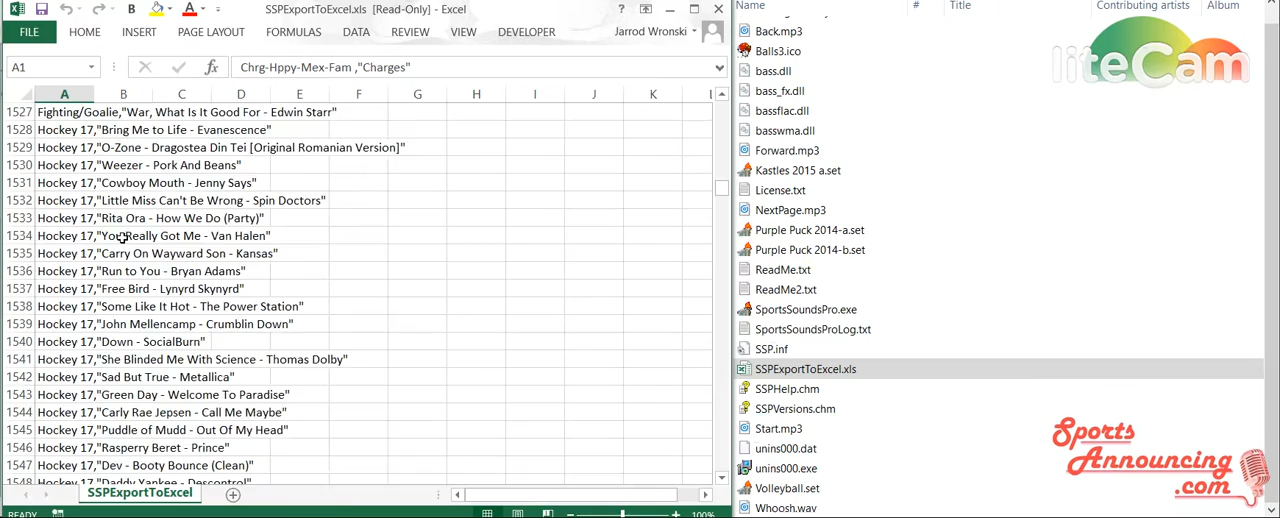 SSPExportToExcel.xls [Read-Only] - Excel
FILE HOME INSERT PAGE LAYOUT FORMULAS DATA REVIEW VIEW DEVELOPER Jarrod Wronski
A1 fx Chrg-Hppy-Mex-Fam ,"Charges"
A B C D E F G H I J K
1527 Fighting/Goalie,"War, What Is It Good For - Edwin Starr"
1528 Hockey 17,"Bring Me to Life - Evanescence"
1529 Hockey 17,"O-Zone - Dragostea Din Tei [Original Romanian Version]"
1530 Hockey 17,"Weezer - Pork And Beans"
1531 Hockey 17,"Cowboy Mouth - Jenny Says"
1532 Hockey 17,"Little Miss Can't Be Wrong - Spin Doctors"
1533 Hockey 17,"Rita Ora - How We Do (Party)"
1534 Hockey 17,"You Really Got Me - Van Halen"
1535 Hockey 17,"Carry On Wayward Son - Kansas"
1536 Hockey 17,"Run to You - Bryan Adams"
1537 Hockey 17,"Free Bird - Lynyrd Skynyrd"
1538 Hockey 17,"Some Like It Hot - The Power Station"
1539 Hockey 17,"John Mellencamp - Crumblin Down"
1540 Hockey 17,"Down - SocialBurn"
1541 Hockey 17,"She Blinded Me With Science - Thomas Dolby"
1542 Hockey 17,"Sad But True - Metallica"
1543 Hockey 17,"Green Day - Welcome To Paradise"
1544 Hockey 17,"Carly Rae Jepsen - Call Me Maybe"
1545 Hockey 17,"Puddle of Mudd - Out Of My Head"
1546 Hockey 17,"Rasperry Beret - Prince"
1547 Hockey 17,"Dev - Booty Bounce (Clean)"
1548 Hockey 17,"Daddy Yankee - Descontrol"
SSPExportToExcel
READY 100%
Name # Title Contributing artists Album
Back.mp3
Balls3.ico
bass.dll
bass_fx.dll
bassflac.dll
basswma.dll
Forward.mp3
Kastles 2015 a.set
License.txt
NextPage.mp3
Purple Puck 2014-a.set
Purple Puck 2014-b.set
ReadMe.txt
ReadMe2.txt
SportsSoundsPro.exe
SportsSoundsProLog.txt
SSP.inf
SSPExportToExcel.xls
SSPHelp.chm
SSPVersions.chm
Start.mp3
unins000.dat
unins000.exe
Volleyball.set
Whoosh.wav
liteCam
Sports
Announcing
.com